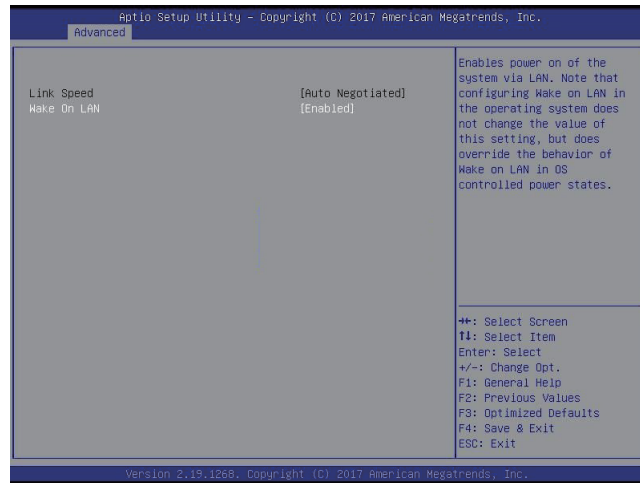 Aptio Setup Utility – Copyright (C) 2017 American Megatrends, Inc.
Advanced
Link Speed [Auto Negotiated]
Wake On LAN [Enabled]
Enables power on of the
system via LAN. Note that
configuring Wake on LAN in
the operating system does
not change the value of
this setting, but does
override the behavior of
Wake on LAN in OS
controlled power states.
→←: Select Screen
↑↓: Select Item
Enter: Select
+/-: Change Opt.
F1: General Help
F2: Previous Values
F3: Optimized Defaults
F4: Save & Exit
ESC: Exit
Version 2.19.1268. Copyright (C) 2017 American Megatrends, Inc.